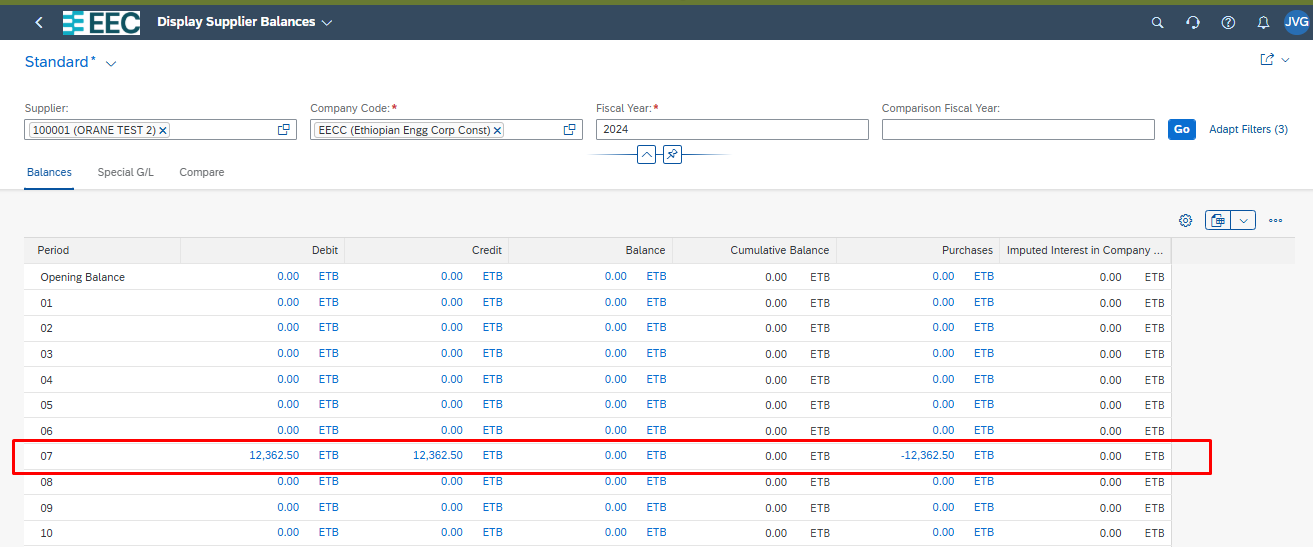 EEC Display Supplier Balances JVG
Standard*
Supplier: Company Code:* Fiscal Year:* Comparison Fiscal Year:
100001 (ORANE TEST 2) EECC (Ethiopian Engg Corp Const) 2024 Go Adapt Filters (3)
Balances Special G/L Compare
Period Debit Credit Balance Cumulative Balance Purchases Imputed Interest in Company ...
Opening Balance 0.00 ETB 0.00 ETB 0.00 ETB 0.00 ETB 0.00 ETB 0.00 ETB
01 0.00 ETB 0.00 ETB 0.00 ETB 0.00 ETB 0.00 ETB 0.00 ETB
02 0.00 ETB 0.00 ETB 0.00 ETB 0.00 ETB 0.00 ETB 0.00 ETB
03 0.00 ETB 0.00 ETB 0.00 ETB 0.00 ETB 0.00 ETB 0.00 ETB
04 0.00 ETB 0.00 ETB 0.00 ETB 0.00 ETB 0.00 ETB 0.00 ETB
05 0.00 ETB 0.00 ETB 0.00 ETB 0.00 ETB 0.00 ETB 0.00 ETB
06 0.00 ETB 0.00 ETB 0.00 ETB 0.00 ETB 0.00 ETB 0.00 ETB
07 12,362.50 ETB 12,362.50 ETB 0.00 ETB 0.00 ETB -12,362.50 ETB 0.00 ETB
08 0.00 ETB 0.00 ETB 0.00 ETB 0.00 ETB 0.00 ETB 0.00 ETB
09 0.00 ETB 0.00 ETB 0.00 ETB 0.00 ETB 0.00 ETB 0.00 ETB
10 0.00 ETB 0.00 ETB 0.00 ETB 0.00 ETB 0.00 ETB 0.00 ETB